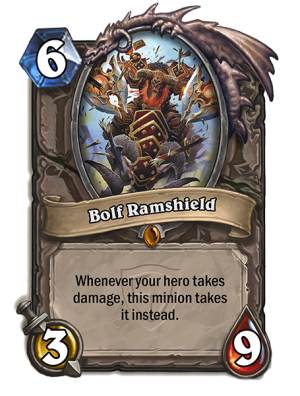 6
Bolf Ramshield
Whenever your hero takes
damage, this minion takes
it instead.
3
9